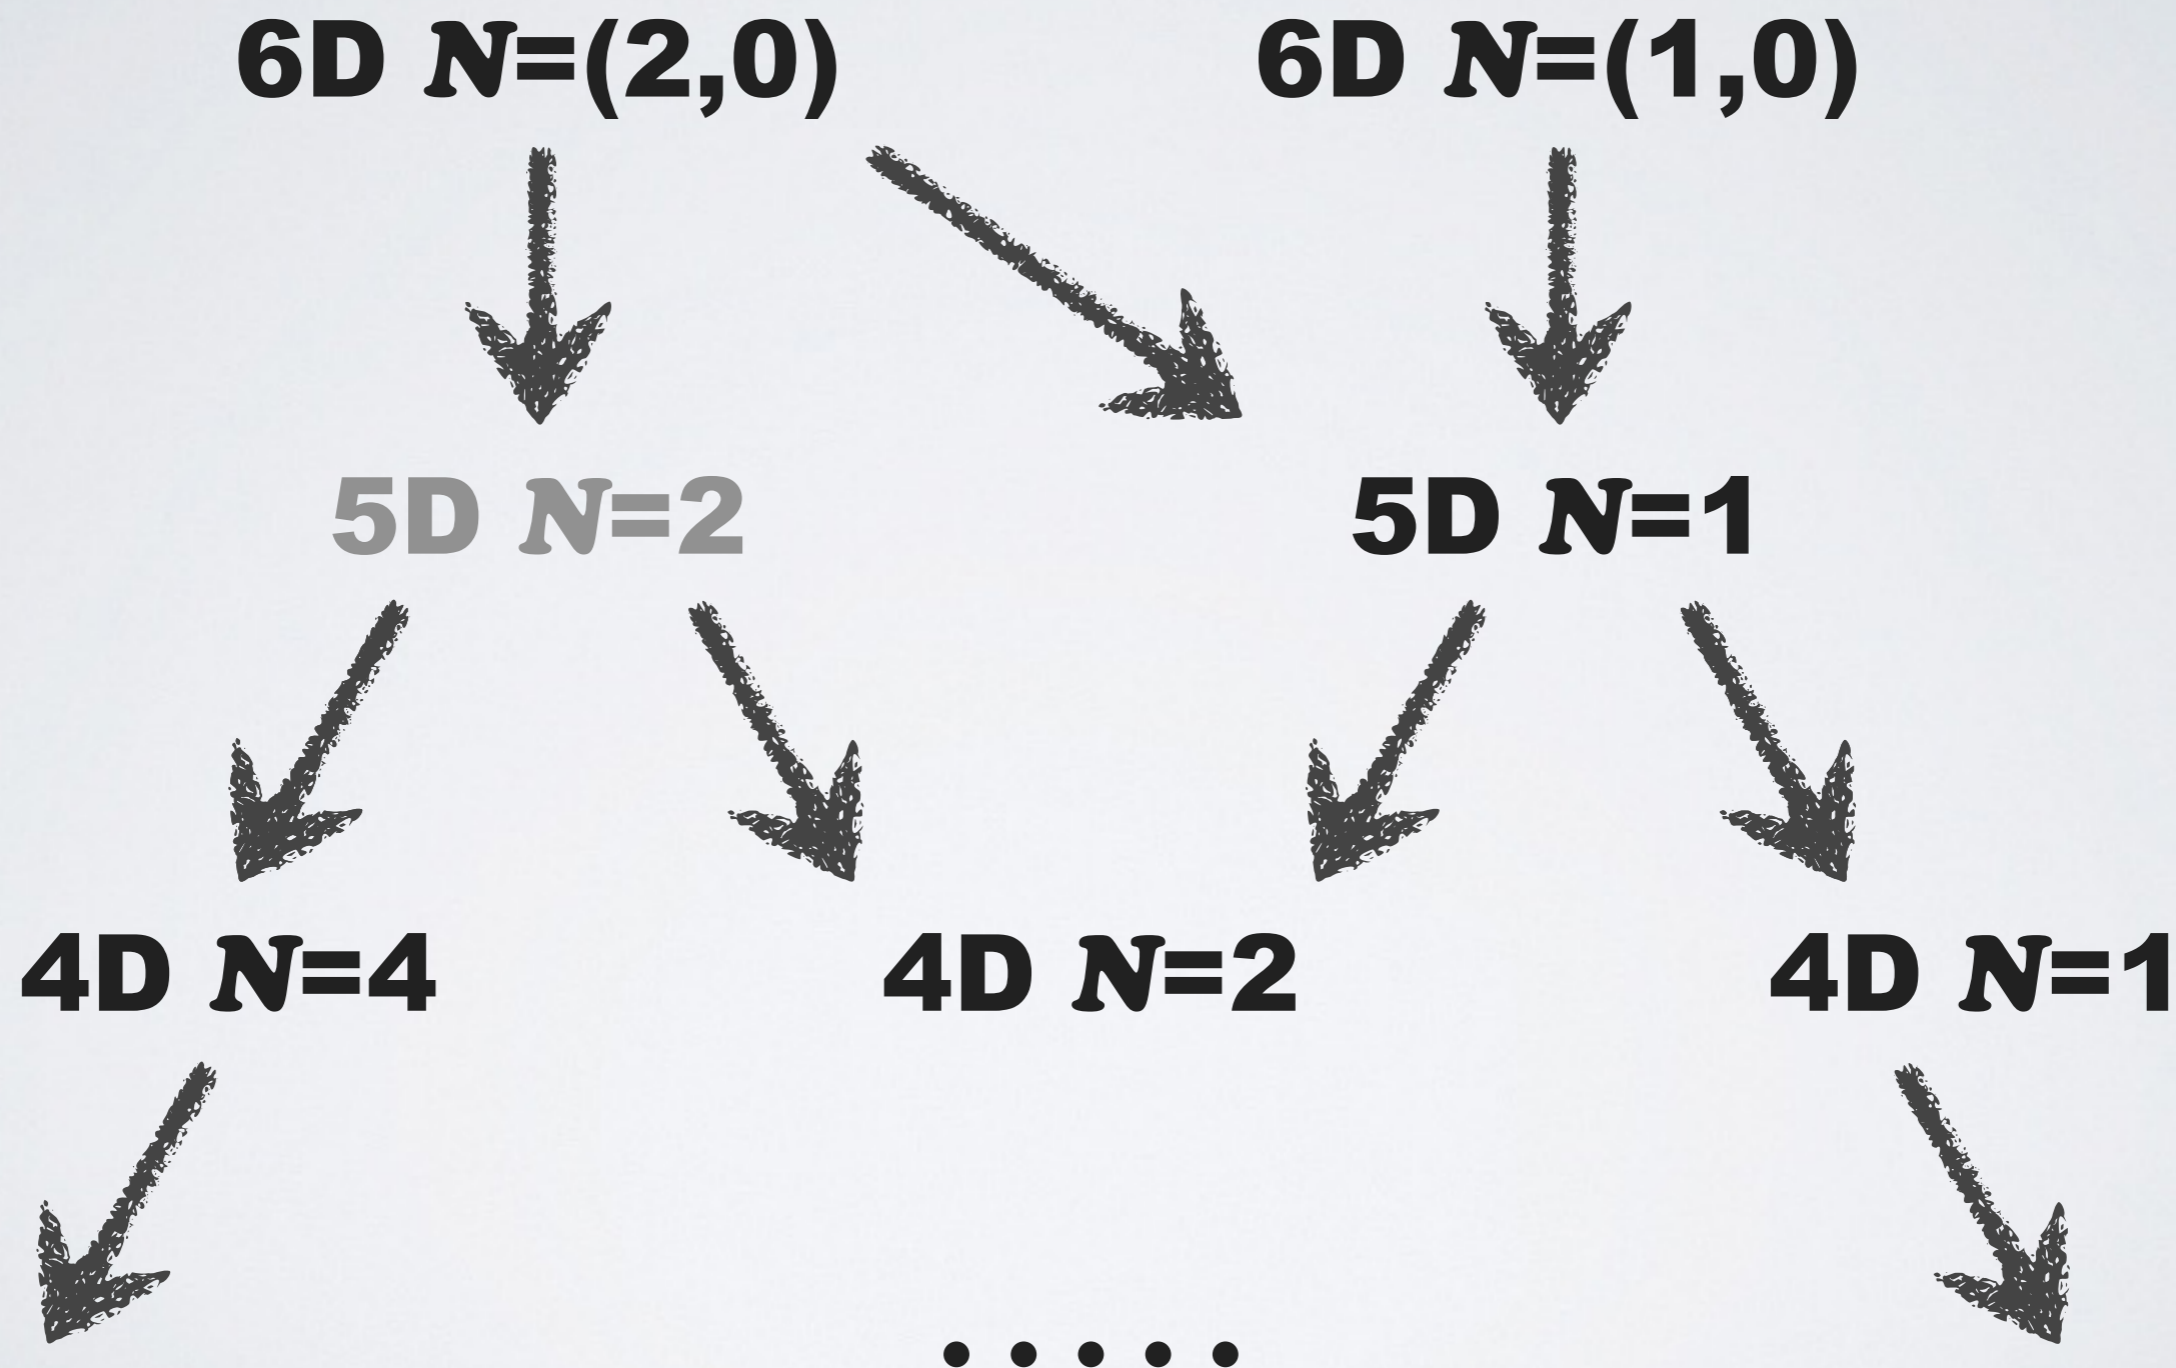 6D N=(2,0) 6D N=(1,0)
5D N=2 5D N=1
4D N=4 4D N=2 4D N=1
• • • • •